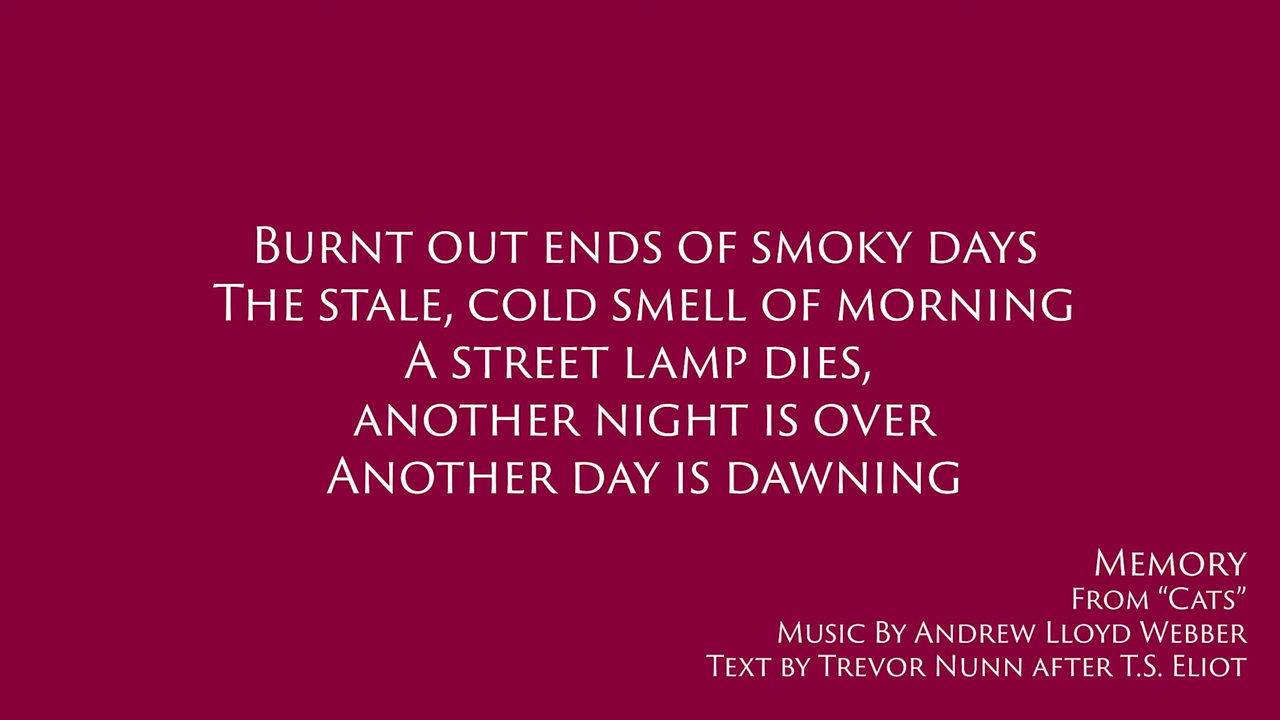 Burnt out ends of smoky days
The stale, cold smell of morning
A street lamp dies,
another night is over
Another day is dawning
Memory
From “Cats”
Music By Andrew Lloyd Webber
Text by Trevor Nunn after T.S. Eliot